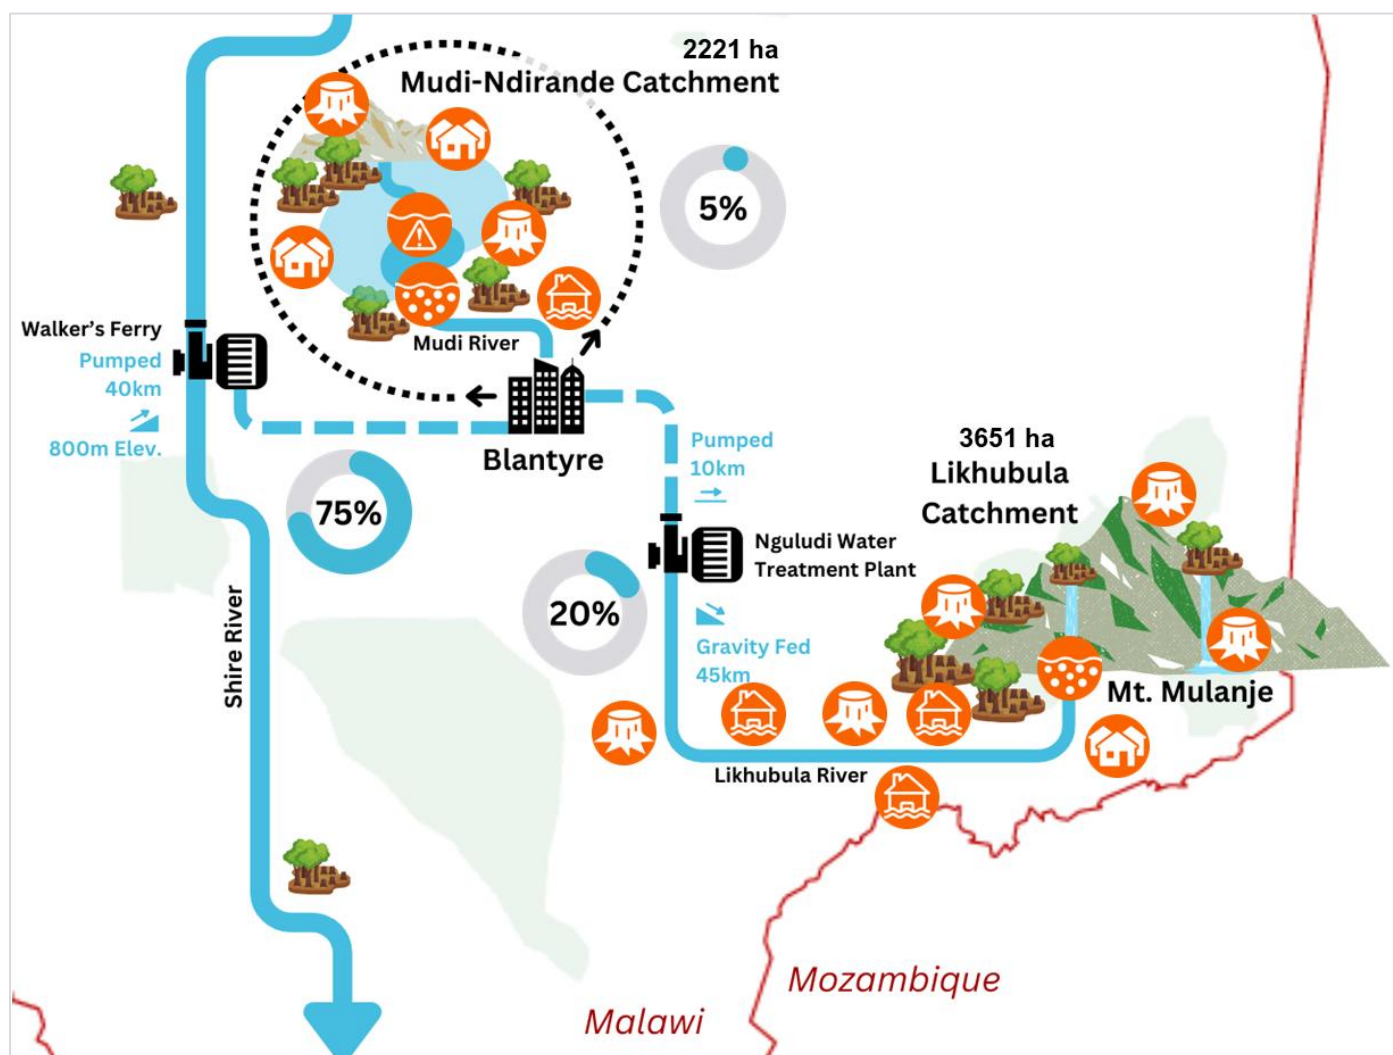 2221 ha
Mudi-Ndirande Catchment
5%
Walker's Ferry
Pumped
40km
800m Elev.
Mudi River
Blantyre
75%
Pumped
10km
Nguludi Water
Treatment Plant
20%
Gravity Fed
45km
3651 ha
Likhubula
Catchment
Mt. Mulanje
Shire River
Likhubula River
Mozambique
Malawi